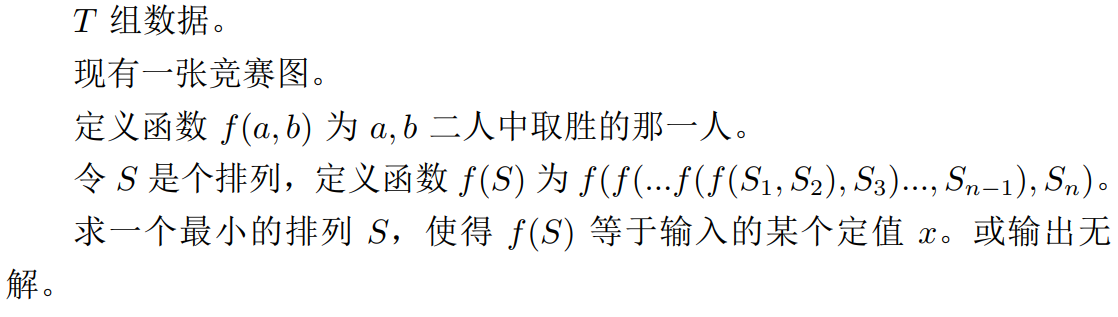 T 组数据。
现有一张竞赛图。
定义函数 f(a, b) 为 a, b 二人中取胜的那一人。
令 S 是个排列，定义函数 f(S) 为 f(f(...f(f(S₁, S₂), S₃)..., Sₙ₋₁), Sₙ)。
求一个最小的排列 S，使得 f(S) 等于输入的某个定值 x。或输出无
解。